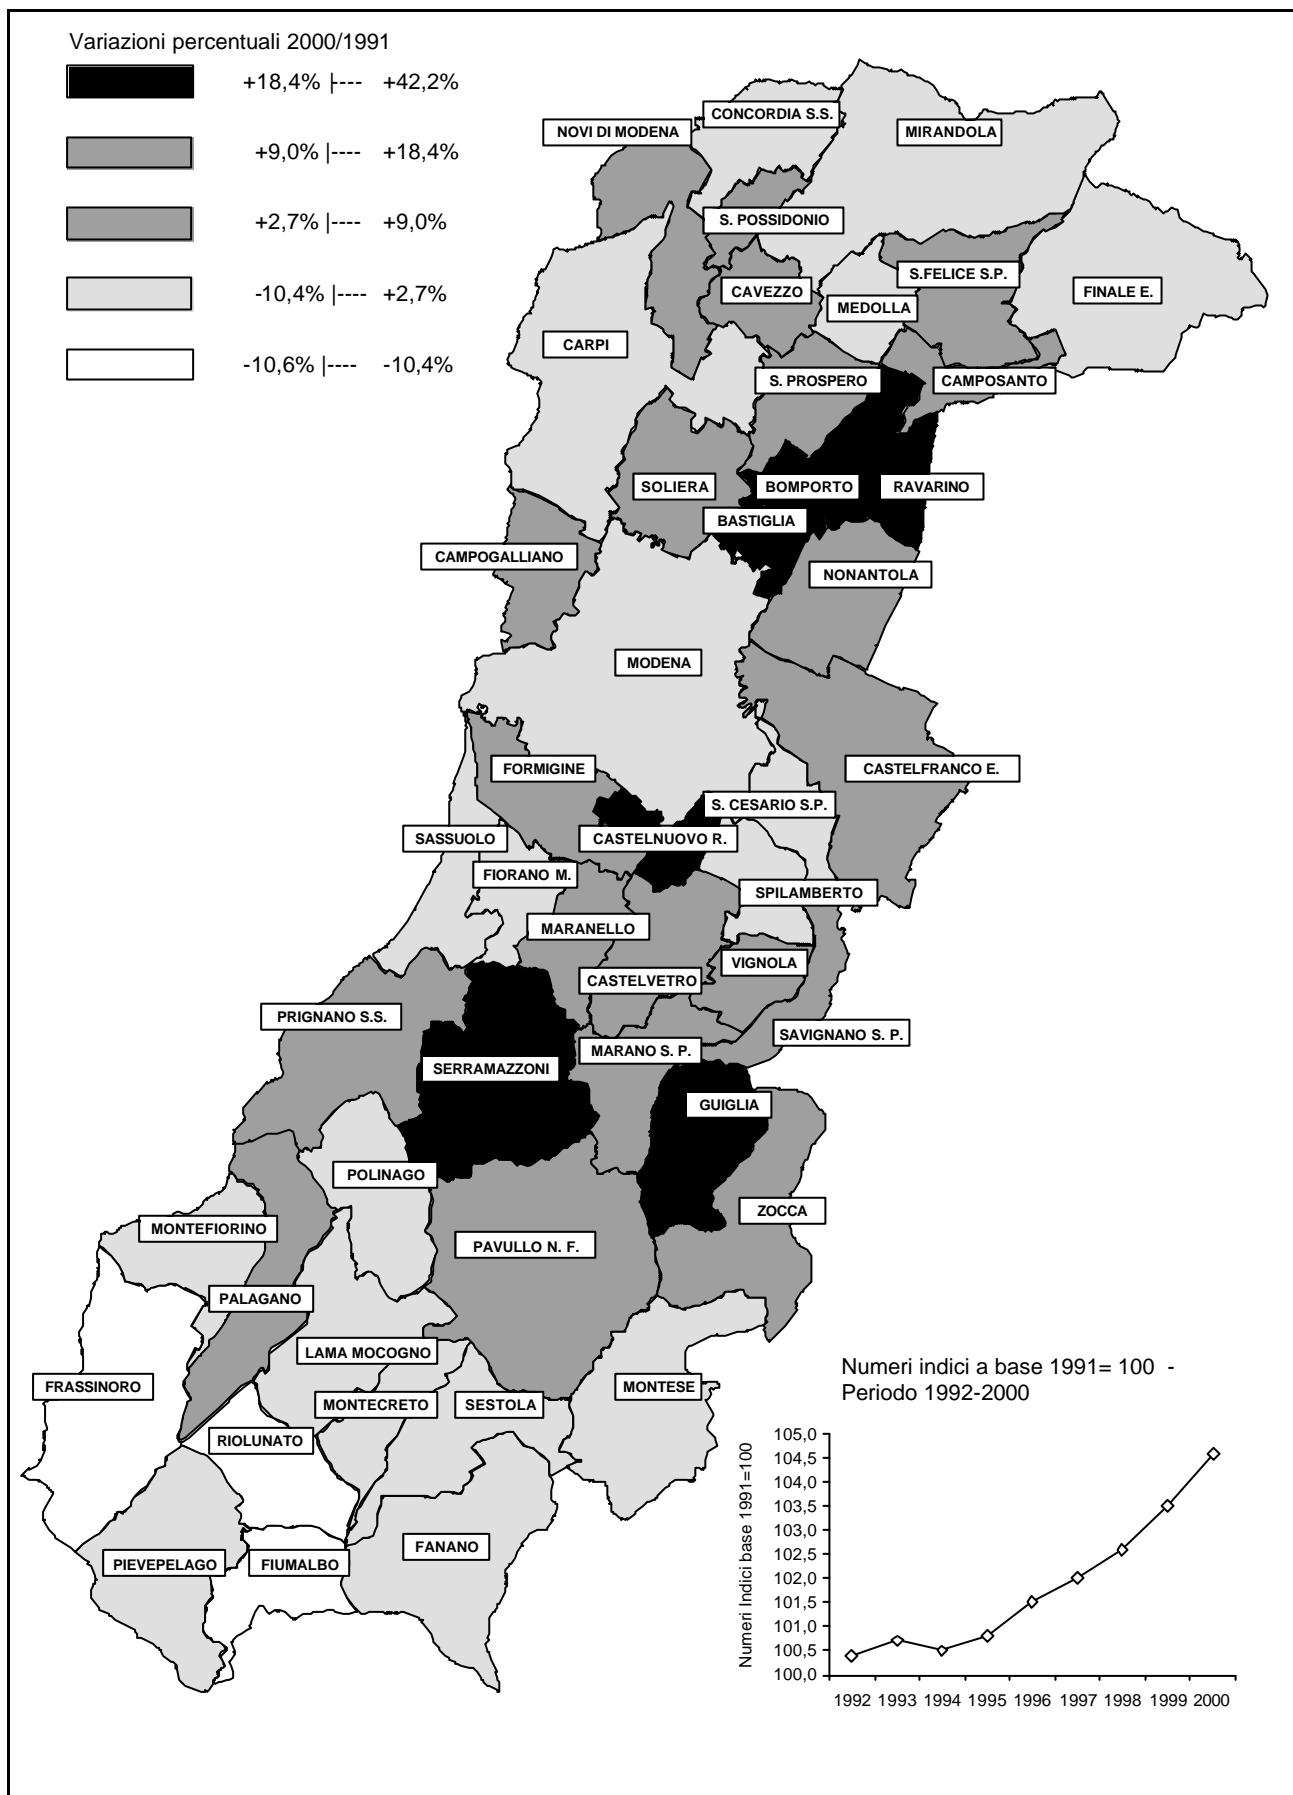 Variazioni percentuali 2000/1991
+18,4% |---- +42,2%
+9,0% |---- +18,4%
+2,7% |---- +9,0%
-10,4% |---- +2,7%
-10,6% |---- -10,4%
CONCORDIA S.S.
NOVI DI MODENA
MIRANDOLA
S. POSSIDONIO
S.FELICE S.P.
CAVEZZO
FINALE E.
MEDOLLA
CARPI
S. PROSPERO
CAMPOSANTO
SOLIERA
BOMPORTO
RAVARINO
BASTIGLIA
CAMPOGALLIANO
NONANTOLA
MODENA
FORMIGINE
CASTELFRANCO E.
S. CESARIO S.P.
SASSUOLO
CASTELNUOVO R.
FIORANO M.
SPILAMBERTO
MARANELLO
VIGNOLA
CASTELVETRO
PRIGNANO S.S.
SAVIGNANO S. P.
MARANO S. P.
SERRAMAZZONI
GUIGLIA
POLINAGO
ZOCCA
MONTEFIORINO
PAVULLO N. F.
PALAGANO
LAMA MOCOGNO
FRASSINORO
MONTESE
MONTECRETO
SESTOLA
RIOLUNATO
FANANO
PIEVEPELAGO
FIUMALBO
Numeri indici a base 1991= 100 -
Periodo 1992-2000
Numeri Indici base 1991=100
105,0
104,5
104,0
103,5
103,0
102,5
102,0
101,5
101,0
100,5
100,0
1992 1993 1994 1995 1996 1997 1998 1999 2000